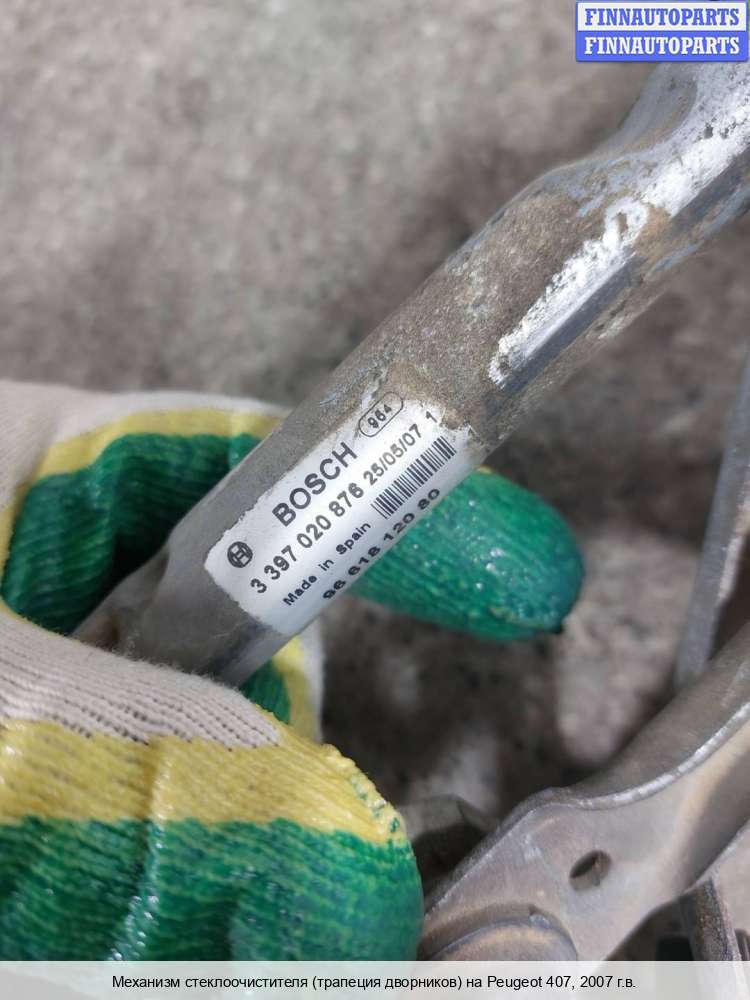 FINNAUTOPARTS
FINNAUTOPARTS
BOSCH 964
3 397 020 876 25/05/07 1
Made in Spain
96 618 120 80
Механизм стеклоочистителя (трапеция дворников) на Peugeot 407, 2007 г.в.